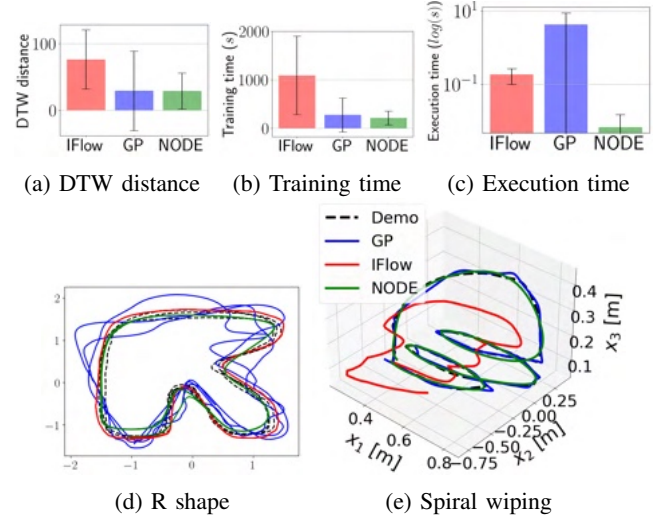 DTW distance
100
0
IFlow GP NODE
Training time (s)
2000
1000
0
IFlow GP NODE
Execution time (log(s))
10¹
10⁻¹
IFlow GP NODE
(a) DTW distance
(b) Training time
(c) Execution time
2
1
0
−1
−2 −1 0 1
Demo
GP
IFlow
NODE
0.4
0.3
0.2
0.1
x₃ [m]
0.4
0.6
0.8
x₁ [m]
−0.75
−0.50
−0.25
0.00
0.25
x₂ [m]
(d) R shape
(e) Spiral wiping